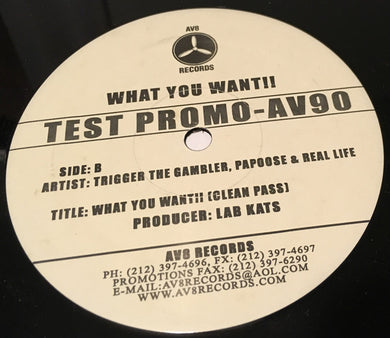 AV8
RECORDS
WHAT YOU WANT!!
TEST PROMO-AV90
SIDE: B
ARTIST: TRIGGER THE GAMBLER, PAPOOSE & REAL LIFE
TITLE: WHAT YOU WANT!! (CLEAN PASS)
PRODUCER: LAB KATS
AV8 RECORDS
PH: (212) 397-4696, FX: (212) 397-4697
PROMOTIONS FAX: (212) 397-6290
E-MAIL:AV8RECORDS@AOL.COM
WWW.AV8RECORDS.COM